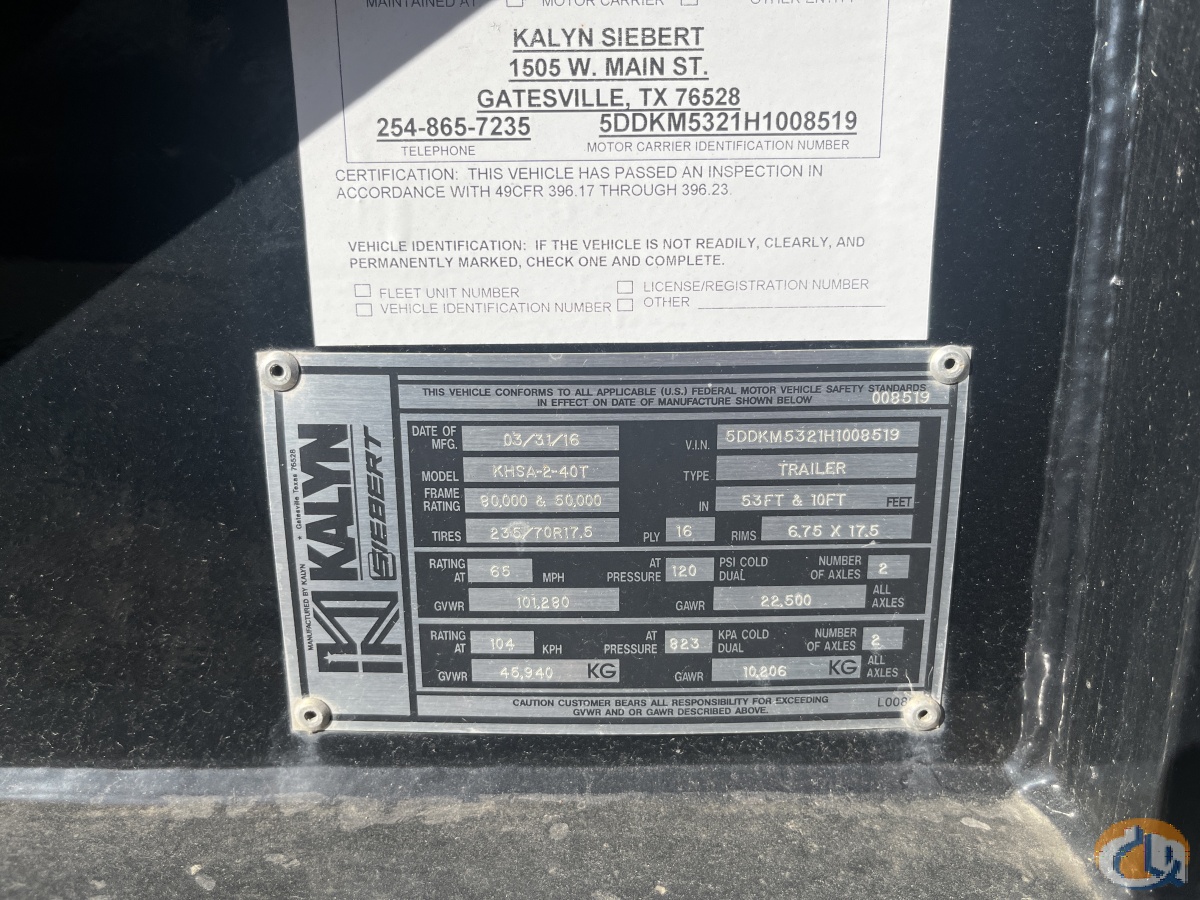 MAINTAINED AT MOTOR CARRIER OTHER ENTITY
KALYN SIEBERT
1505 W. MAIN ST.
GATESVILLE, TX 76528
254-865-7235 5DDKM5321H1008519
TELEPHONE MOTOR CARRIER IDENTIFICATION NUMBER
CERTIFICATION: THIS VEHICLE HAS PASSED AN INSPECTION IN
ACCORDANCE WITH 49CFR 396.17 THROUGH 396.23.
VEHICLE IDENTIFICATION: IF THE VEHICLE IS NOT READILY, CLEARLY, AND
PERMANENTLY MARKED, CHECK ONE AND COMPLETE.
FLEET UNIT NUMBER LICENSE/REGISTRATION NUMBER
VEHICLE IDENTIFICATION NUMBER OTHER
MANUFACTURED BY KALYN * Gatesville Texas 76528
KALYN
SIEBERT
THIS VEHICLE CONFORMS TO ALL APPLICABLE (U.S.) FEDERAL MOTOR VEHICLE SAFETY STANDARDS
IN EFFECT ON DATE OF MANUFACTURE SHOWN BELOW 008519
DATE OF MFG. 03/31/16 V.I.N. 5DDKM5321H1008519
MODEL KHSA-2-40T TYPE TRAILER
FRAME RATING 80,000 & 50,000 IN 53FT & 10FT FEET
TIRES 235/70R17.5 PLY 16 RIMS 6.75 X 17.5
RATING AT 65 MPH AT PRESSURE 120 PSI COLD DUAL NUMBER OF AXLES 2
GVWR 101,280 GAWR 22,500 ALL AXLES
RATING AT 104 KPH AT PRESSURE 823 KPA COLD DUAL NUMBER OF AXLES 2
GVWR 45,940 KG GAWR 10,206 KG ALL AXLES
CAUTION CUSTOMER BEARS ALL RESPONSIBILITY FOR EXCEEDING
GVWR AND OR GAWR DESCRIBED ABOVE.